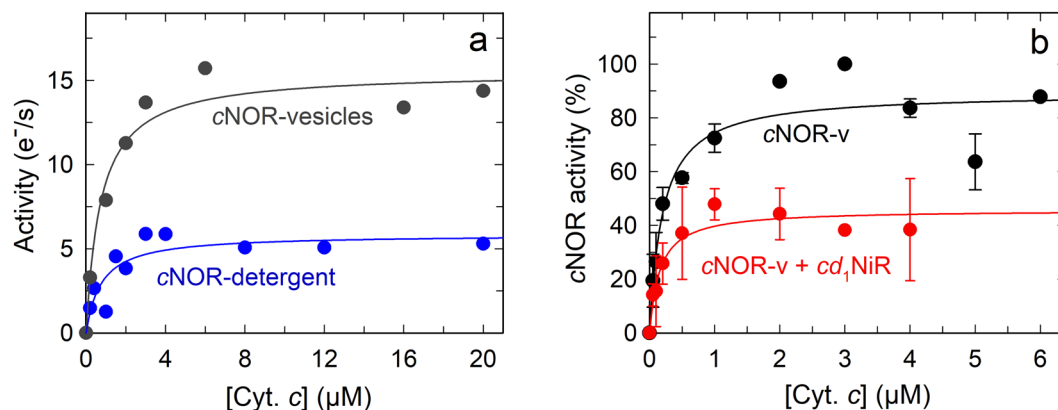 a
Activity (e⁻/s)
15
10
5
0
cNOR-vesicles
cNOR-detergent
0 4 8 12 16 20
[Cyt. c] (µM)
b
cNOR activity (%)
100
80
60
40
20
0
cNOR-v
cNOR-v + cd₁NiR
0 1 2 3 4 5 6
[Cyt. c] (µM)